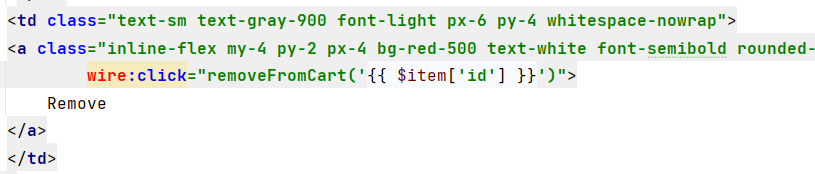 <td class="text-sm text-gray-900 font-light px-6 py-4 whitespace-nowrap">
<a class="inline-flex my-4 py-2 px-4 bg-red-500 text-white font-semibold rounded-
wire:click="removeFromCart('{{ $item['id'] }}')">
Remove
</a>
</td>